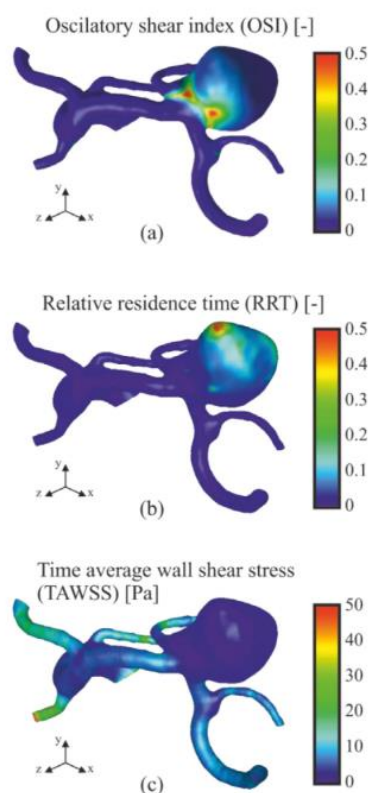 Oscilatory shear index (OSI) [-]
0.5
0.4
0.3
0.2
0.1
0
y
z
x
(a)
Relative residence time (RRT) [-]
0.5
0.4
0.3
0.2
0.1
0
y
z
x
(b)
Time average wall shear stress
(TAWSS) [Pa]
50
40
30
20
10
0
y
z
x
(c)